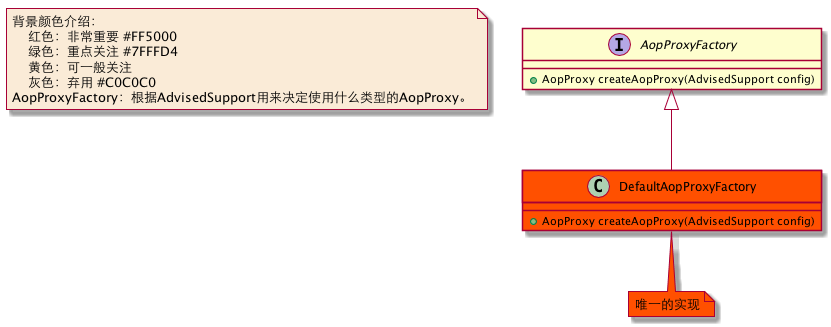 背景颜色介绍：
红色：非常重要 #FF5000
绿色：重点关注 #7FFFD4
黄色：可一般关注
灰色：弃用 #C0C0C0
AopProxyFactory：根据AdvisedSupport用来决定使用什么类型的AopProxy。
I AopProxyFactory
AopProxy createAopProxy(AdvisedSupport config)
C DefaultAopProxyFactory
AopProxy createAopProxy(AdvisedSupport config)
唯一的实现